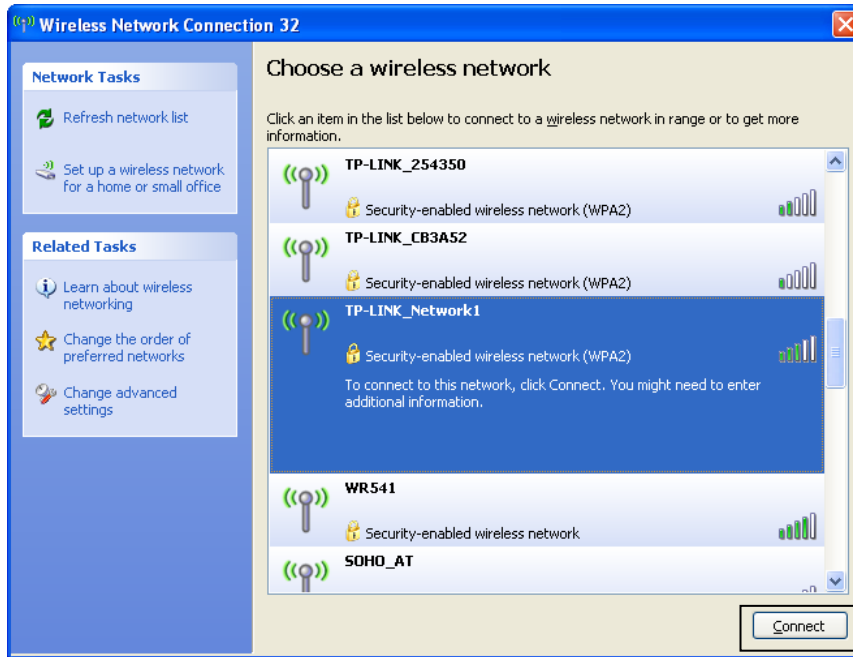 Wireless Network Connection 32
Network Tasks
Refresh network list
Set up a wireless network
for a home or small office
Related Tasks
Learn about wireless
networking
Change the order of
preferred networks
Change advanced
settings
Choose a wireless network
Click an item in the list below to connect to a wireless network in range or to get more
information.
TP-LINK_254350
Security-enabled wireless network (WPA2)
TP-LINK_CB3A52
Security-enabled wireless network (WPA2)
TP-LINK_Network1
Security-enabled wireless network (WPA2)
To connect to this network, click Connect. You might need to enter
additional information.
WR541
Security-enabled wireless network
SOHO_AT
Connect